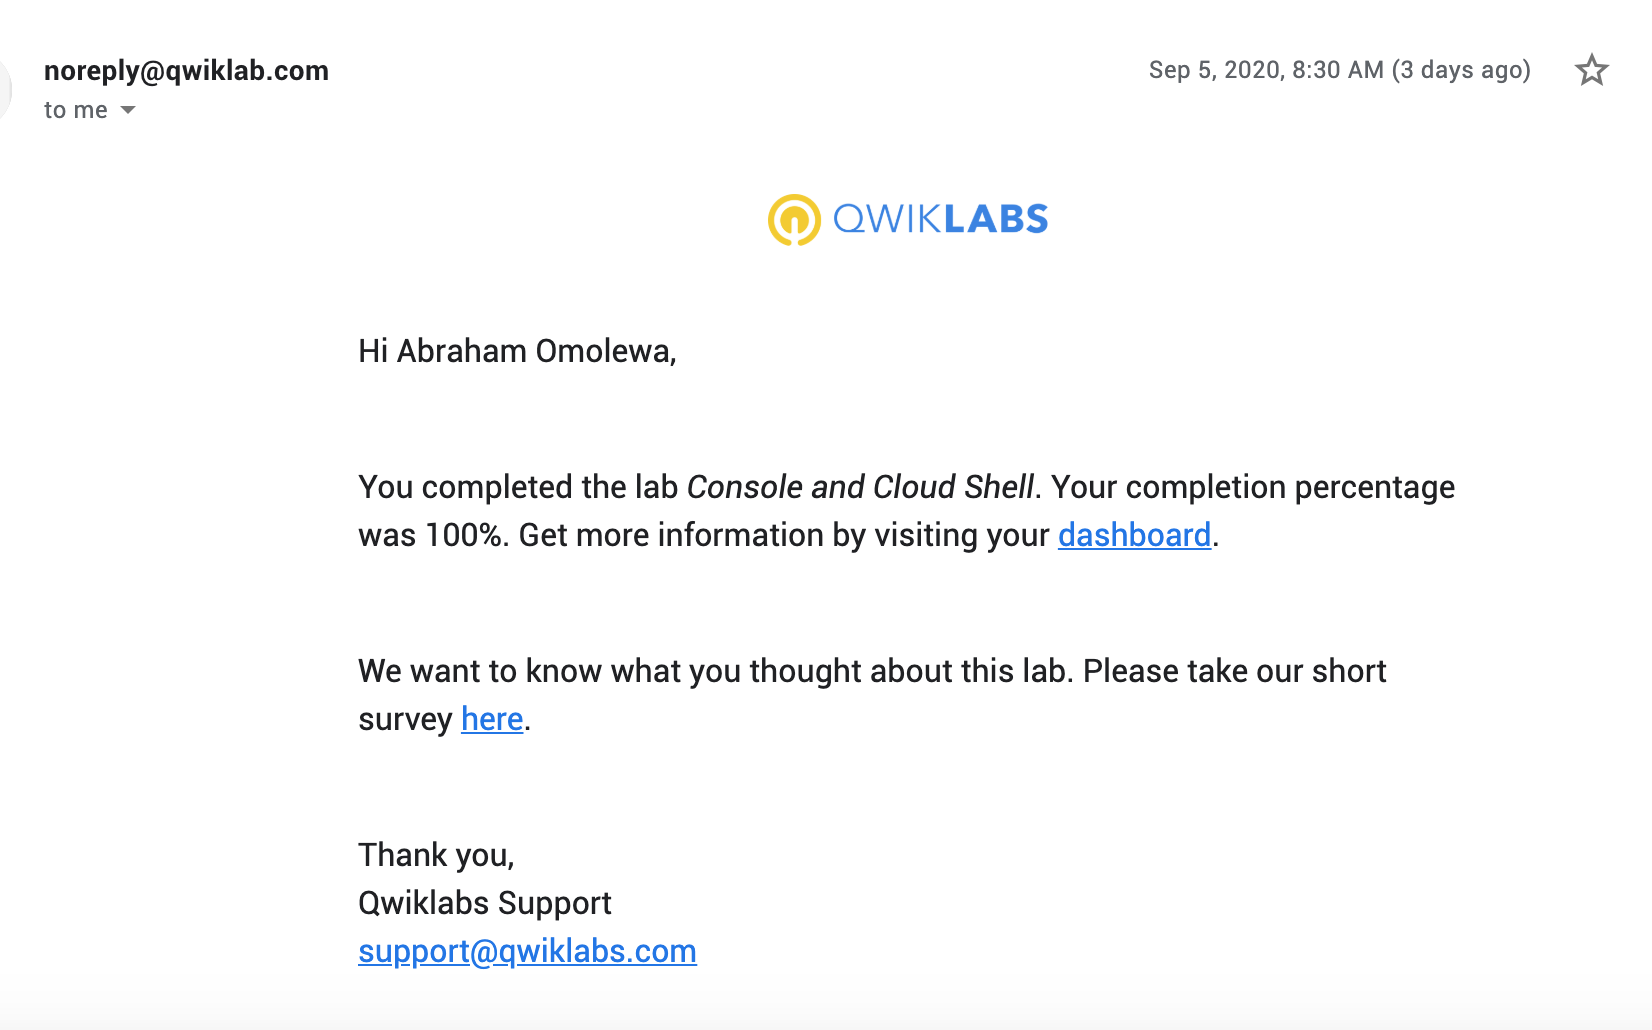 noreply@qwiklab.com
Sep 5, 2020, 8:30 AM (3 days ago)
to me
QWIKLABS
Hi Abraham Omolewa,
You completed the lab Console and Cloud Shell. Your completion percentage
was 100%. Get more information by visiting your dashboard.
We want to know what you thought about this lab. Please take our short
survey here.
Thank you,
Qwiklabs Support
support@qwiklabs.com